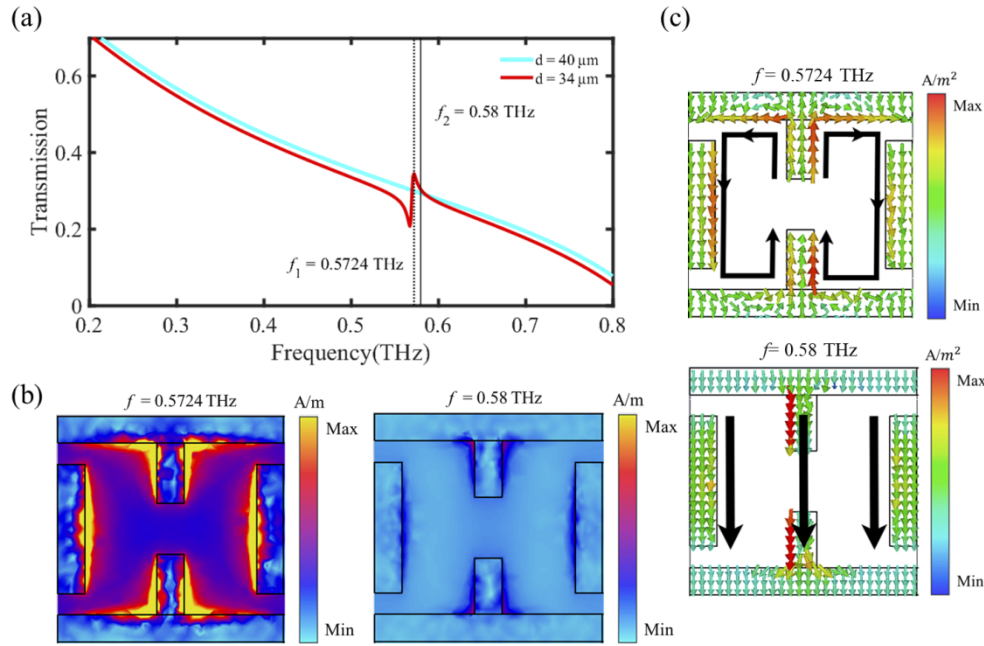 (a)
0.6
0.4
0.2
0
0.2 0.3 0.4 0.5 0.6 0.7 0.8
Transmission
Frequency(THz)
d = 40 μm
d = 34 μm
f₂ = 0.58 THz
f₁ = 0.5724 THz
(b)
f = 0.5724 THz
A/m
Max
Min
f = 0.58 THz
A/m
Max
Min
(c)
f = 0.5724 THz
A/m²
Max
Min
f = 0.58 THz
A/m²
Max
Min